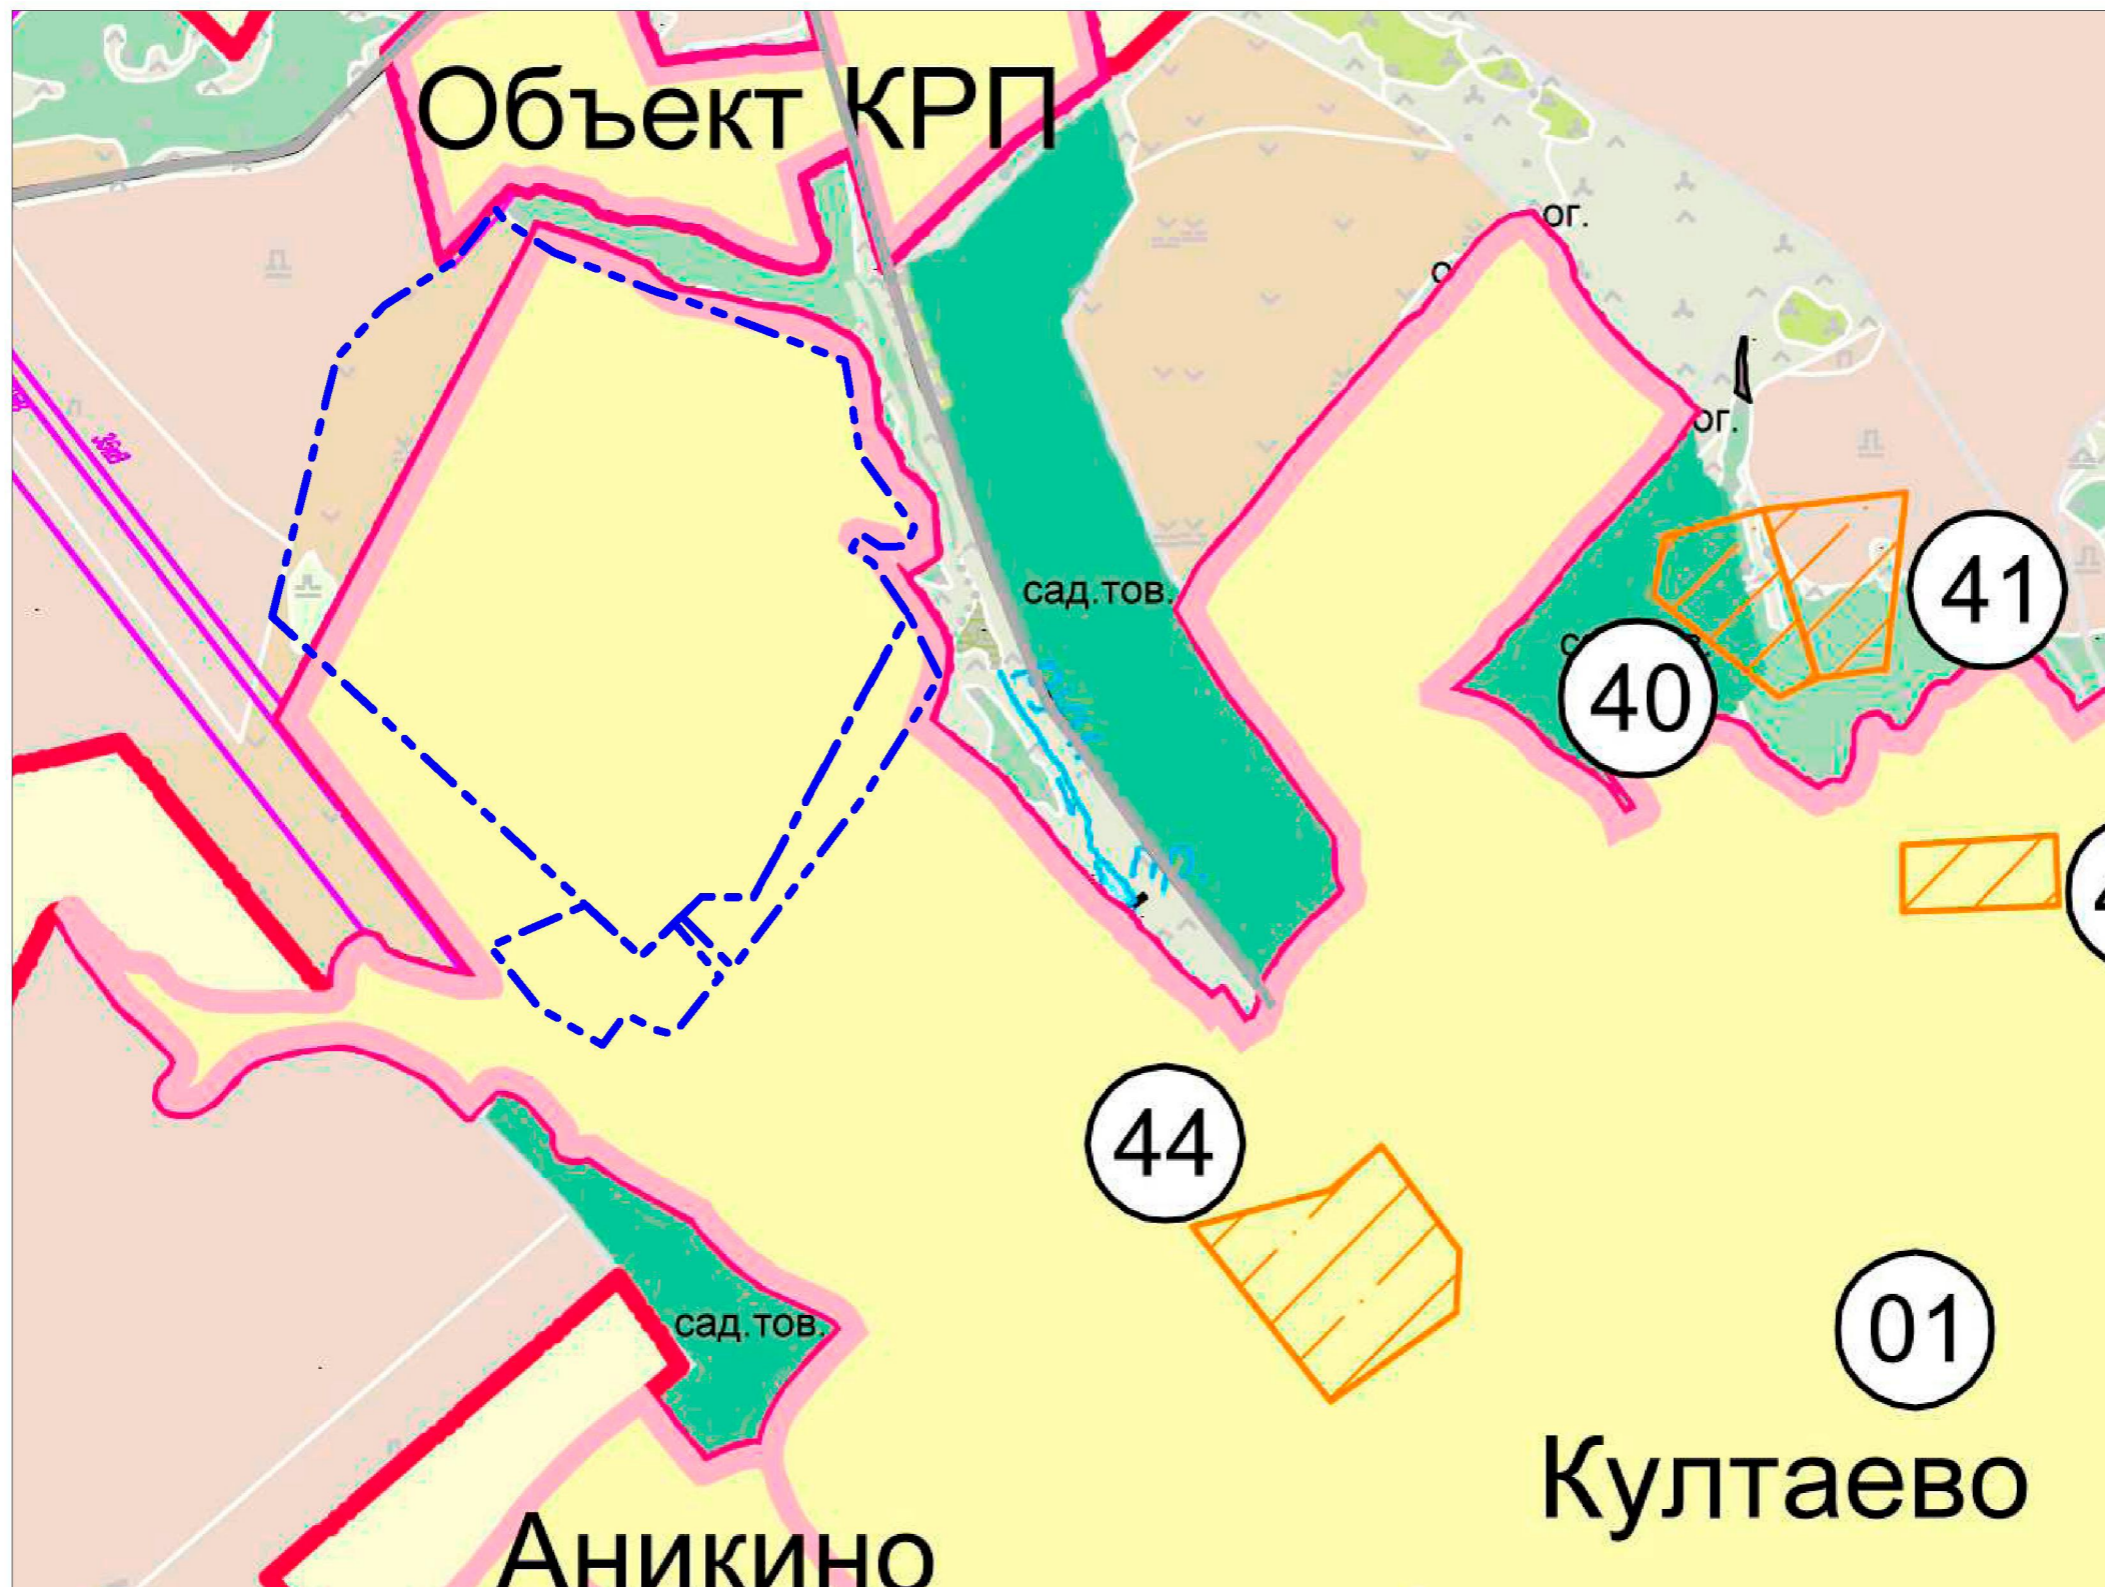 Объект КРП
ог.
ог.
сад.тов.
41
40
44
01
сад.тов.
Култаево
Аникино